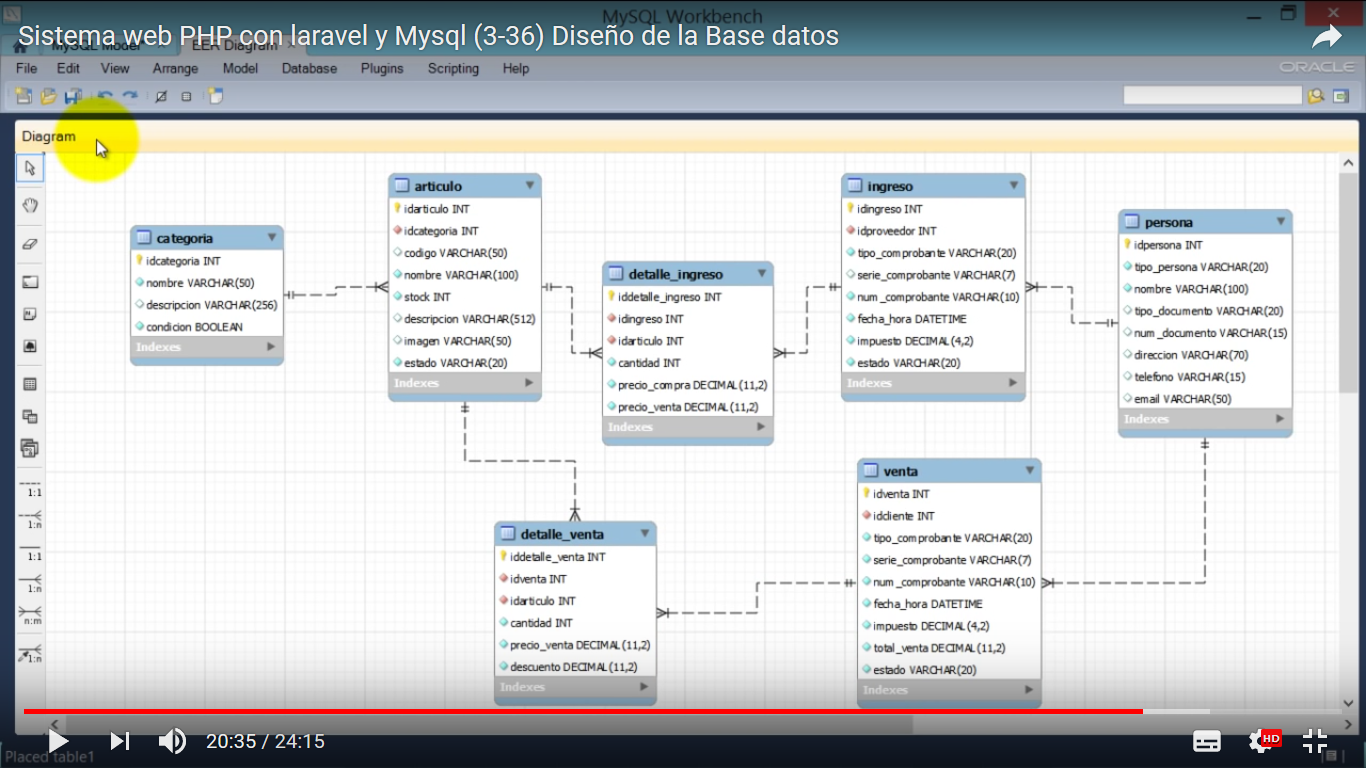 MySQL Workbench
Sistema web PHP con laravel y Mysql (3-36) Diseño de la Base datos
MySQL Model
EER Diagram
File Edit View Arrange Model Database Plugins Scripting Help
ORACLE
Diagram
categoria
idcategoria INT
nombre VARCHAR(50)
descripcion VARCHAR(256)
condicion BOOLEAN
Indexes
articulo
idarticulo INT
idcategoria INT
codigo VARCHAR(50)
nombre VARCHAR(100)
stock INT
descripcion VARCHAR(512)
imagen VARCHAR(50)
estado VARCHAR(20)
Indexes
detalle_ingreso
iddetalle_ingreso INT
idingreso INT
idarticulo INT
cantidad INT
precio_compra DECIMAL(11,2)
precio_venta DECIMAL(11,2)
Indexes
ingreso
idingreso INT
idproveedor INT
tipo_comprobante VARCHAR(20)
serie_comprobante VARCHAR(7)
num_comprobante VARCHAR(10)
fecha_hora DATETIME
impuesto DECIMAL(4,2)
estado VARCHAR(20)
Indexes
persona
idpersona INT
tipo_persona VARCHAR(20)
nombre VARCHAR(100)
tipo_documento VARCHAR(20)
num_documento VARCHAR(15)
direccion VARCHAR(70)
telefono VARCHAR(15)
email VARCHAR(50)
Indexes
detalle_venta
iddetalle_venta INT
idventa INT
idarticulo INT
cantidad INT
precio_venta DECIMAL(11,2)
descuento DECIMAL(11,2)
Indexes
venta
idventa INT
idcliente INT
tipo_comprobante VARCHAR(20)
serie_comprobante VARCHAR(7)
num_comprobante VARCHAR(10)
fecha_hora DATETIME
impuesto DECIMAL(4,2)
total_venta DECIMAL(11,2)
estado VARCHAR(20)
Indexes
1:1
1:n
1:1
1:n
n:m
1:n
20:35 / 24:15
HD
Placed table1